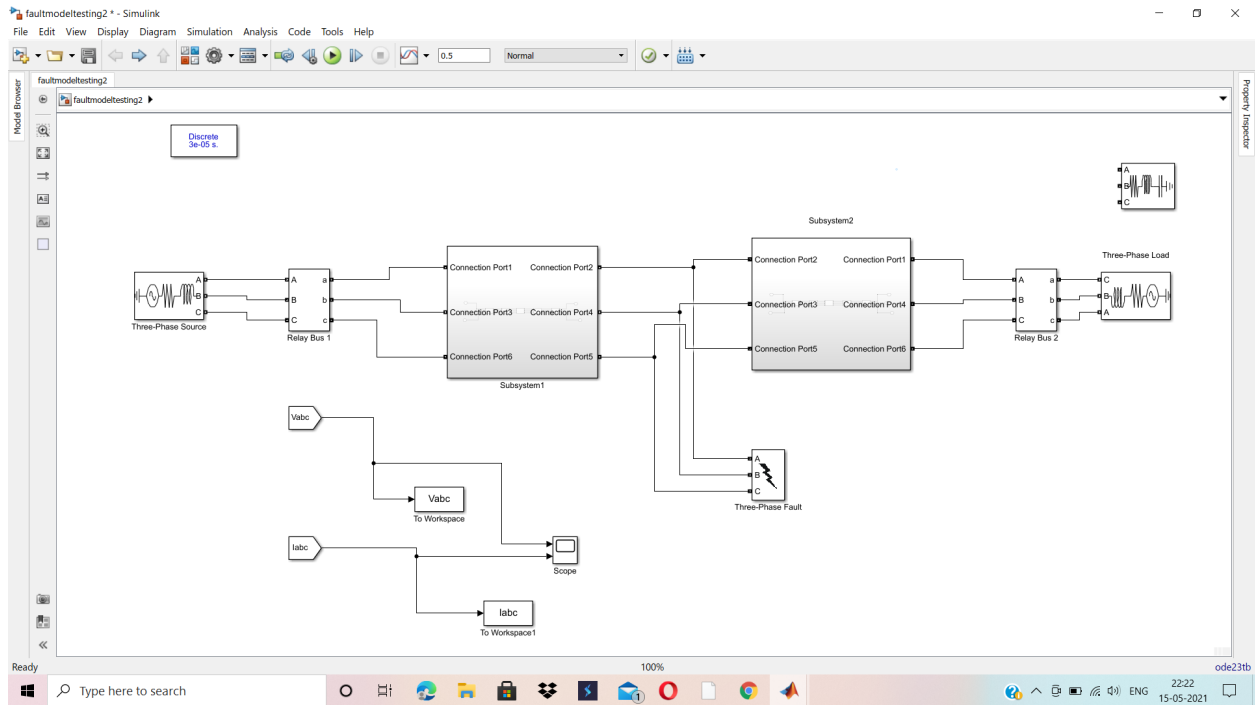 faultmodeltesting2 * - Simulink
File Edit View Display Diagram Simulation Analysis Code Tools Help
0.5 Normal
faultmodeltesting2
faultmodeltesting2
Model Browser
Property Inspector
Discrete
3e-05 s.
A
B
C
Subsystem2
Three-Phase Load
A
B
C
Three-Phase Source
A a
B b
C c
Relay Bus 1
Connection Port1 Connection Port2
Connection Port3 Connection Port4
Connection Port6 Connection Port5
Subsystem1
Connection Port2 Connection Port1
Connection Port3 Connection Port4
Connection Port5 Connection Port6
A a
B b
C c
Relay Bus 2
C
B
A
Vabc
Vabc
To Workspace
A
B
C
Three-Phase Fault
Iabc
Scope
Iabc
To Workspace1
Ready 100% ode23tb
Type here to search
1
ENG
22:22
15-05-2021